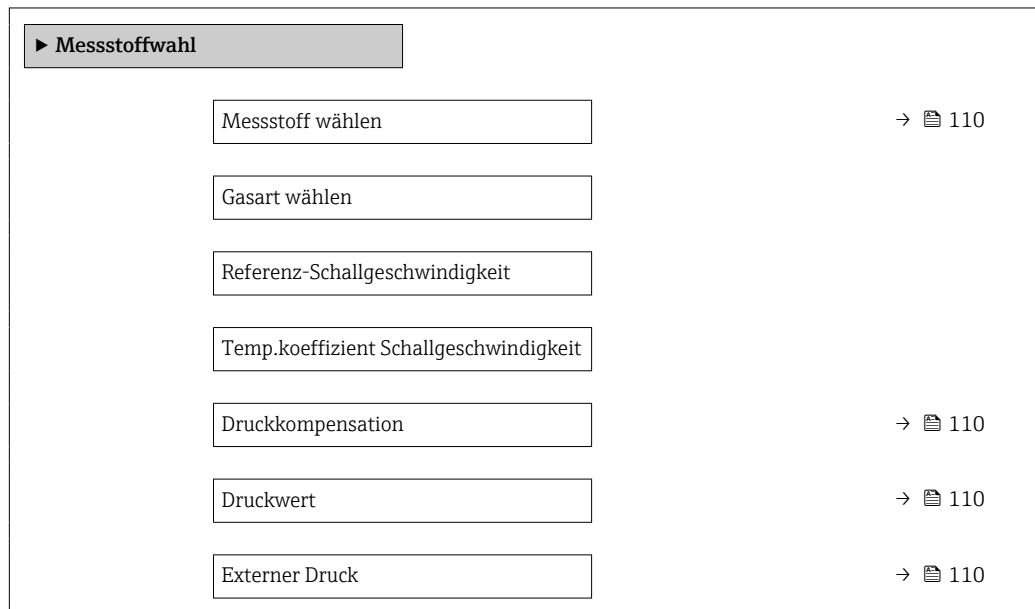 ▶ Messstoffwahl
Messstoff wählen → 🖹 110
Gasart wählen
Referenz-Schallgeschwindigkeit
Temp.koeffizient Schallgeschwindigkeit
Druckkompensation → 🖹 110
Druckwert → 🖹 110
Externer Druck → 🖹 110